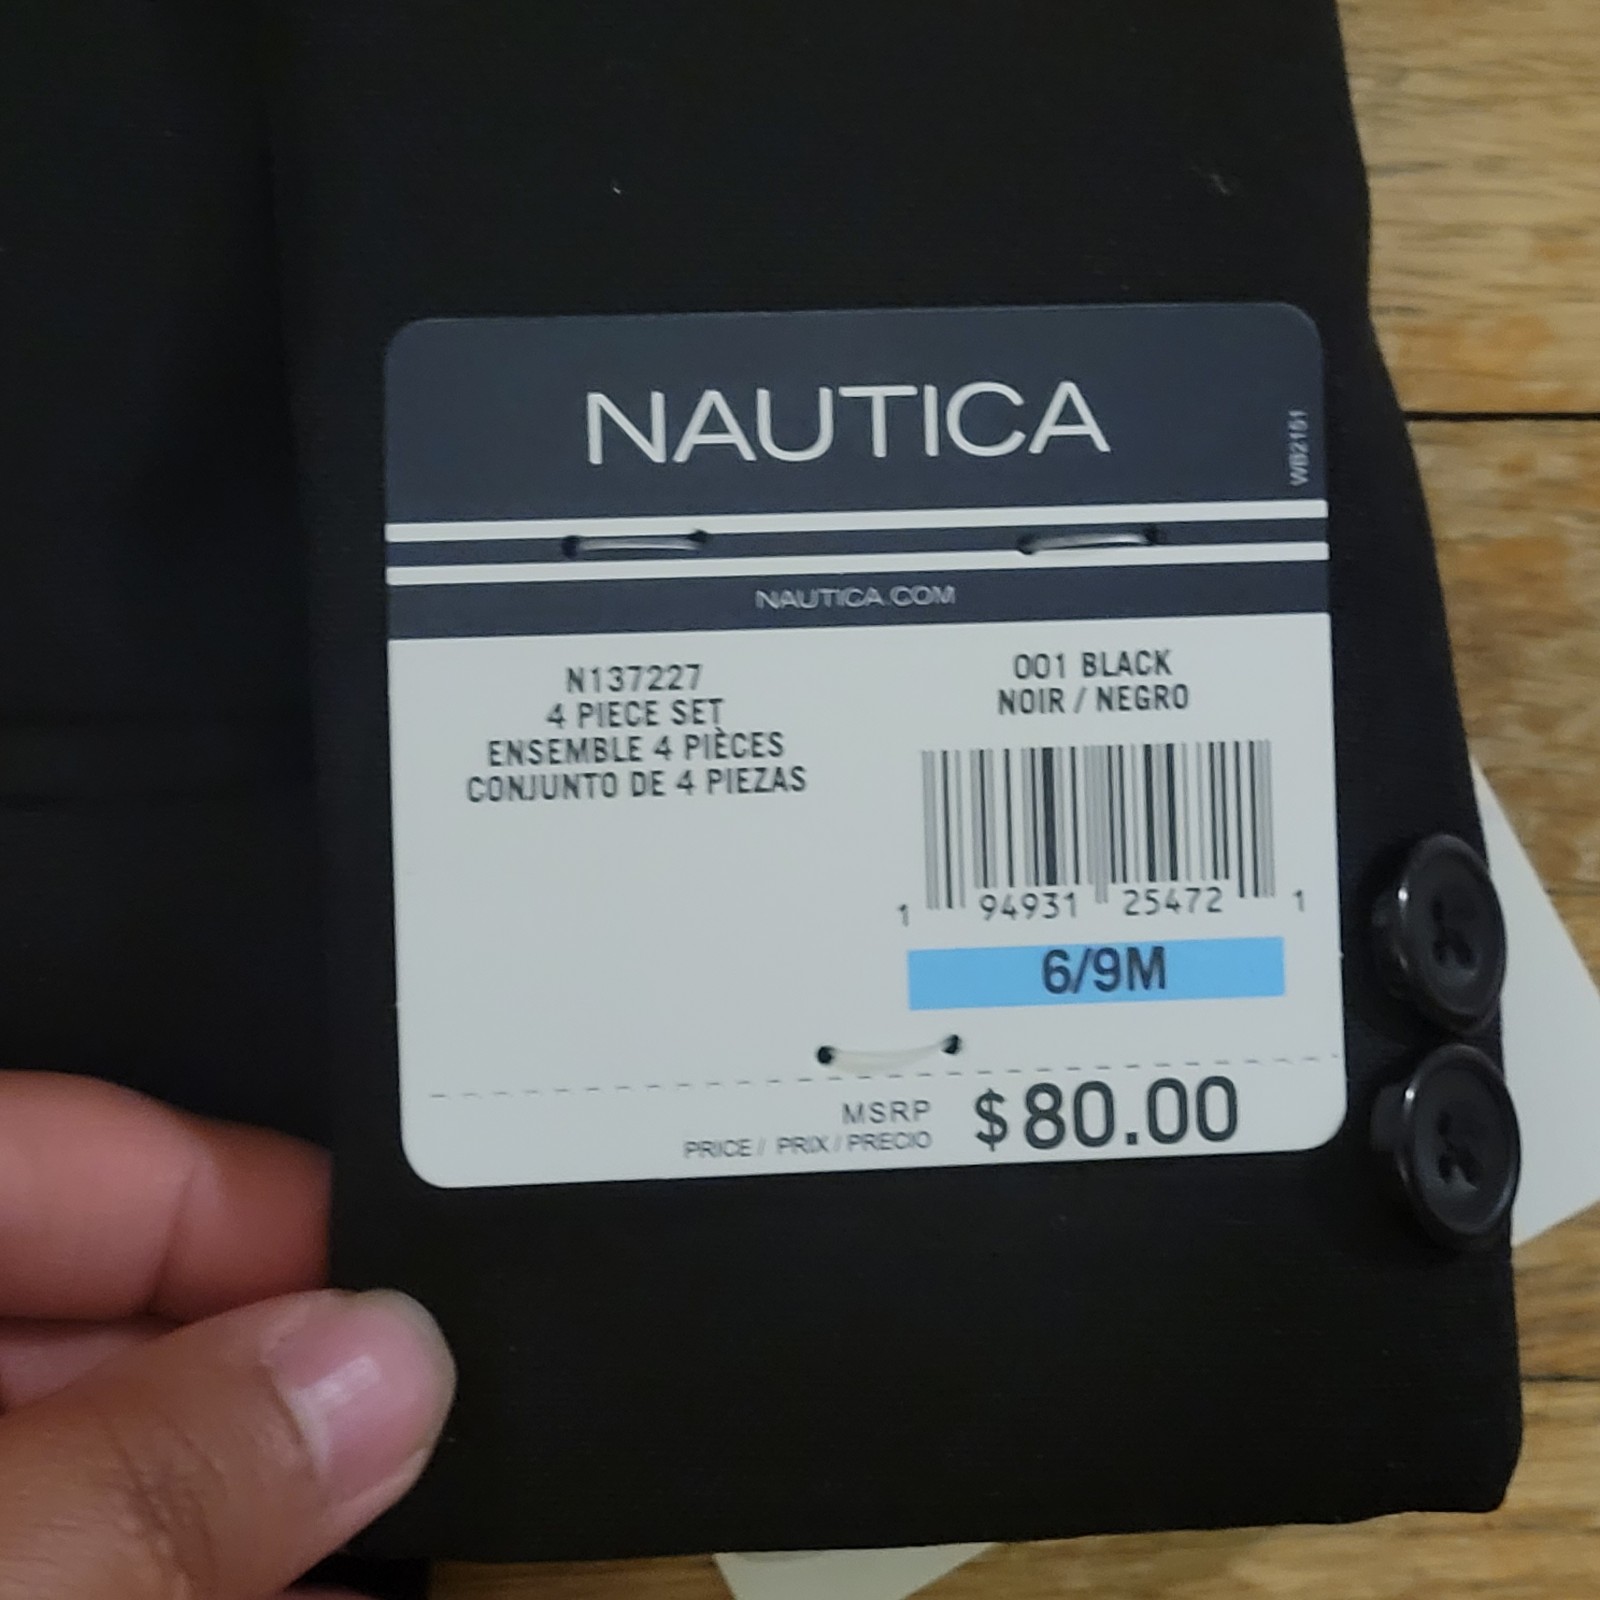 NAUTICA
WB2151
NAUTICA.COM
N137227
4 PIECE SET
ENSEMBLE 4 PIÈCES
CONJUNTO DE 4 PIEZAS
001 BLACK
NOIR / NEGRO
1 94931 25472 1
6/9M
MSRP $80.00
PRICE / PRIX / PRECIO